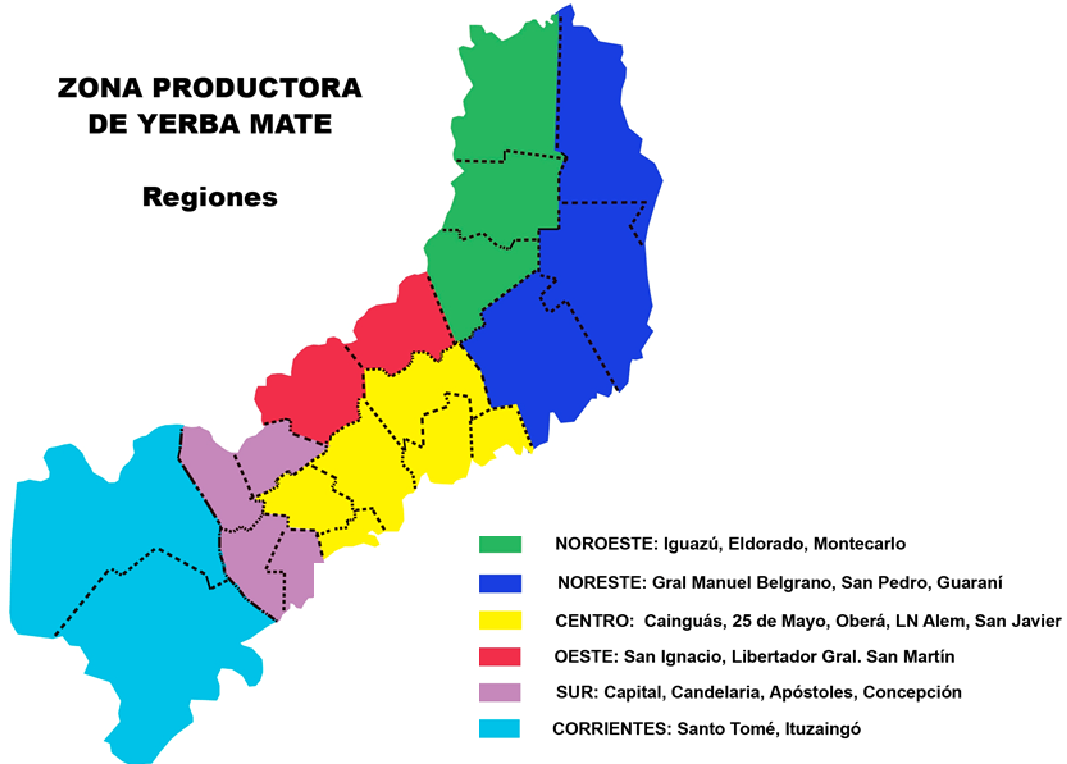 ZONA PRODUCTORA
DE YERBA MATE
Regiones
NOROESTE: Iguazú, Eldorado, Montecarlo
NORESTE: Gral Manuel Belgrano, San Pedro, Guaraní
CENTRO: Cainguás, 25 de Mayo, Oberá, LN Alem, San Javier
OESTE: San Ignacio, Libertador Gral. San Martín
SUR: Capital, Candelaria, Apóstoles, Concepción
CORRIENTES: Santo Tomé, Ituzaingó